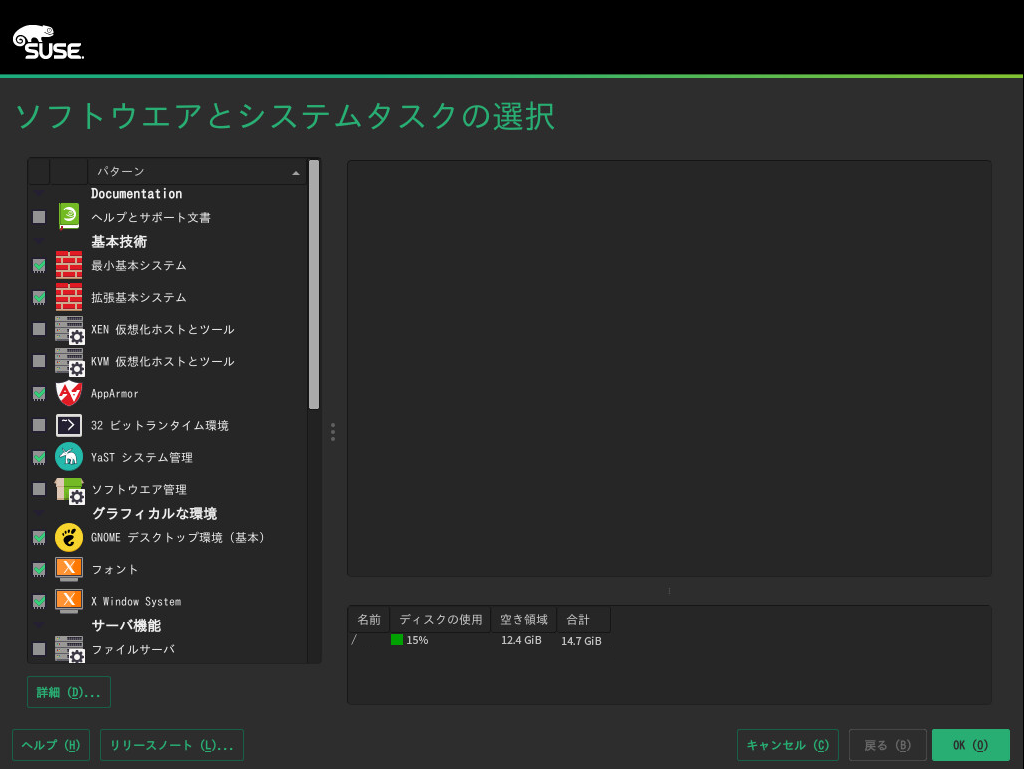 SUSE.
ソフトウエアとシステムタスクの選択
パターン
Documentation
ヘルプとサポート文書
基本技術
最小基本システム
拡張基本システム
XEN 仮想化ホストとツール
KVM 仮想化ホストとツール
AppArmor
32 ビットランタイム環境
YaST システム管理
ソフトウエア管理
グラフィカルな環境
GNOME デスクトップ環境（基本）
フォント
X Window System
サーバ機能
ファイルサーバ
名前 ディスクの使用 空き領域 合計
/ 15% 12.4 GiB 14.7 GiB
詳細 (D)...
ヘルプ (H) リリースノート (L)... キャンセル (C) 戻る (B) OK (O)